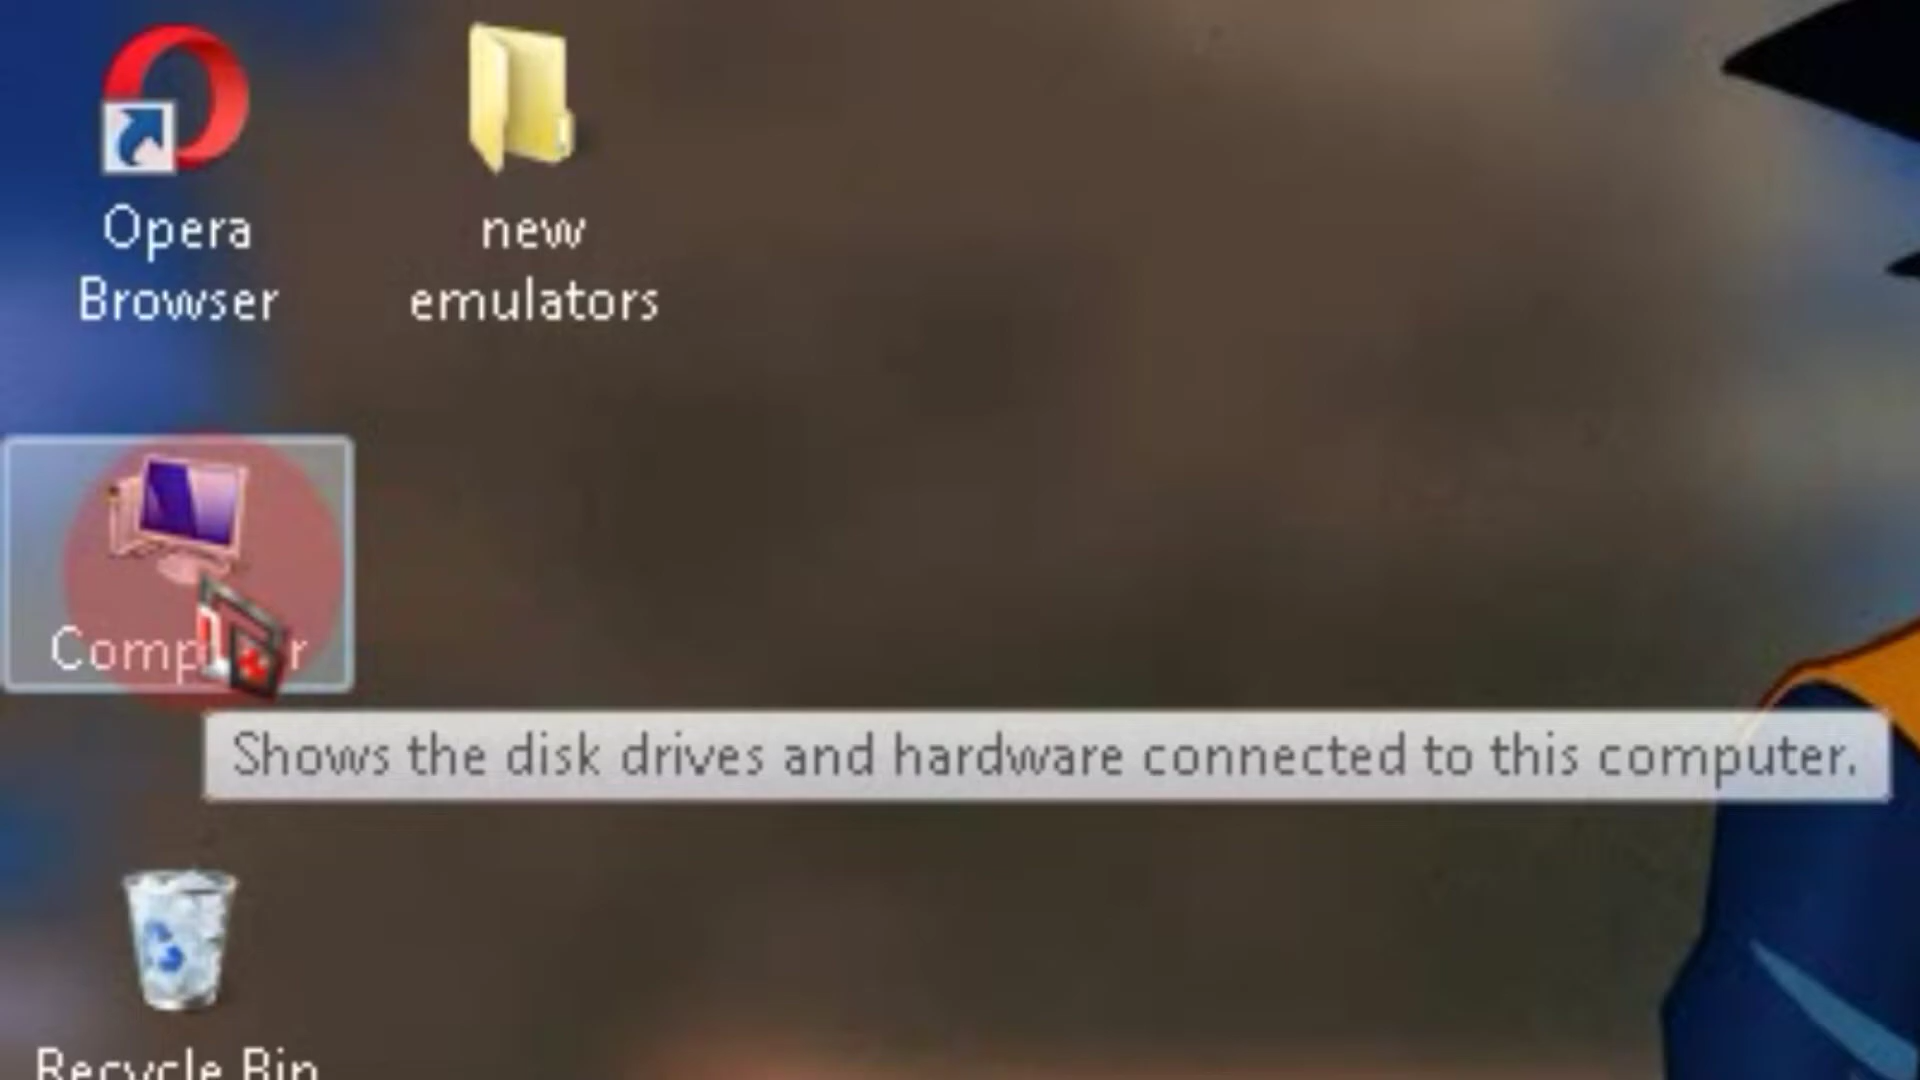 Opera
Browser
new
emulators
Computer
Shows the disk drives and hardware connected to this computer.
Recycle Bin